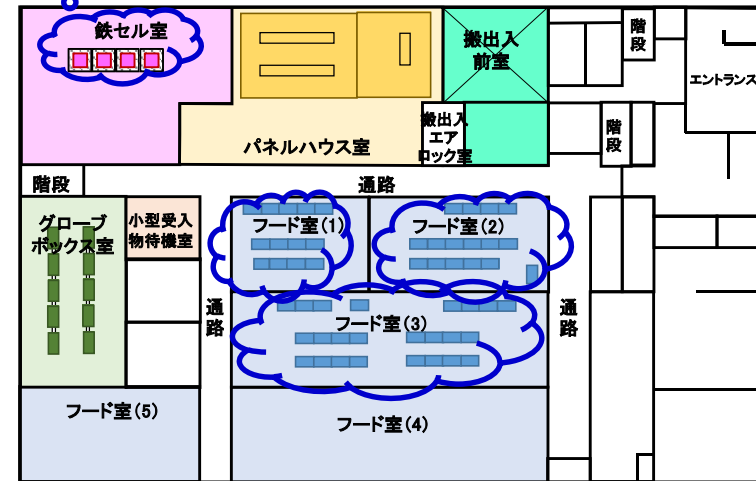 鉄セル室
搬出入
前室
階
段
エントランス
パネルハウス室
搬出入
エア
ロック室
階
段
階段
通路
グローブ
ボックス室
小型受入
物待機室
フード室(1)
フード室(2)
通
路
フード室(3)
通
路
フード室(5)
フード室(4)